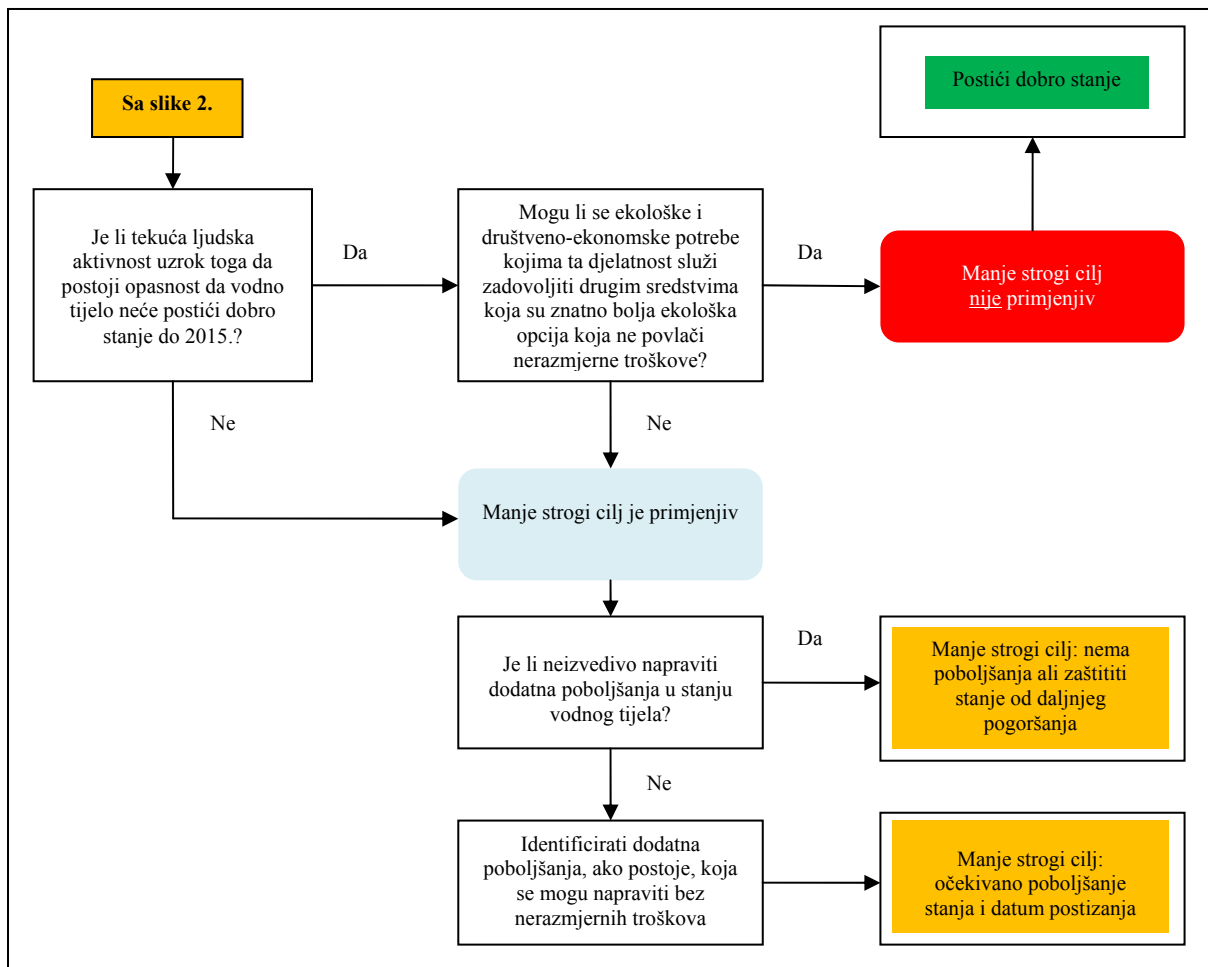 Sa slike 2.
Postići dobro stanje
Je li tekuća ljudska
aktivnost uzrok toga da
postoji opasnost da vodno
tijelo neće postići dobro
stanje do 2015.?
Da
Mogu li se ekološke i
društveno-ekonomske potrebe
kojima ta djelatnost služi
zadovoljiti drugim sredstvima
koja su znatno bolja ekološka
opcija koja ne povlači
nerazmjerne troškove?
Da
Manje strogi cilj
nije primjenjiv
Ne
Ne
Manje strogi cilj je primjenjiv
Je li neizvedivo napraviti
dodatna poboljšanja u stanju
vodnog tijela?
Da
Manje strogi cilj: nema
poboljšanja ali zaštititi
stanje od daljnjeg
pogoršanja
Ne
Identificirati dodatna
poboljšanja, ako postoje, koja
se mogu napraviti bez
nerazmjernih troškova
Manje strogi cilj:
očekivano poboljšanje
stanja i datum postizanja